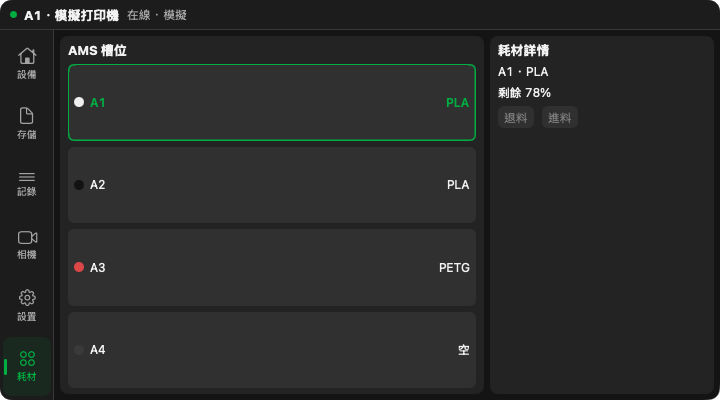 A1 · 模擬打印機 在線 · 模擬
設備
存儲
記錄
相機
設置
耗材
AMS 槽位
A1 PLA
A2 PLA
A3 PETG
A4 空
耗材詳情
A1 · PLA
剩餘 78%
退料 進料